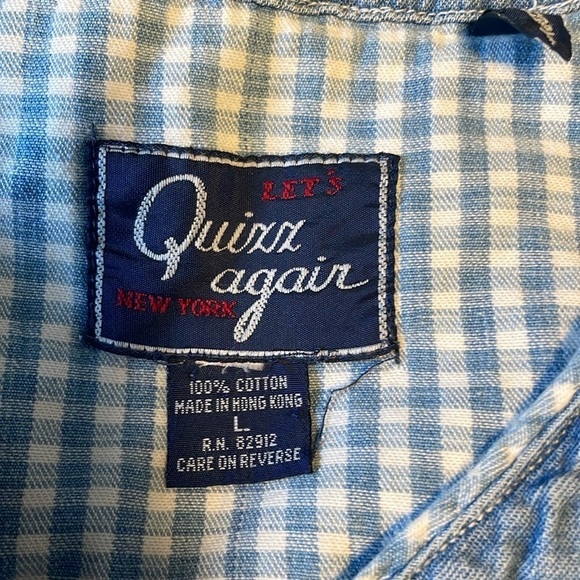 LET'S
Quizz
again
NEW YORK
100% COTTON
MADE IN HONG KONG
L
R.N. 82912
CARE ON REVERSE